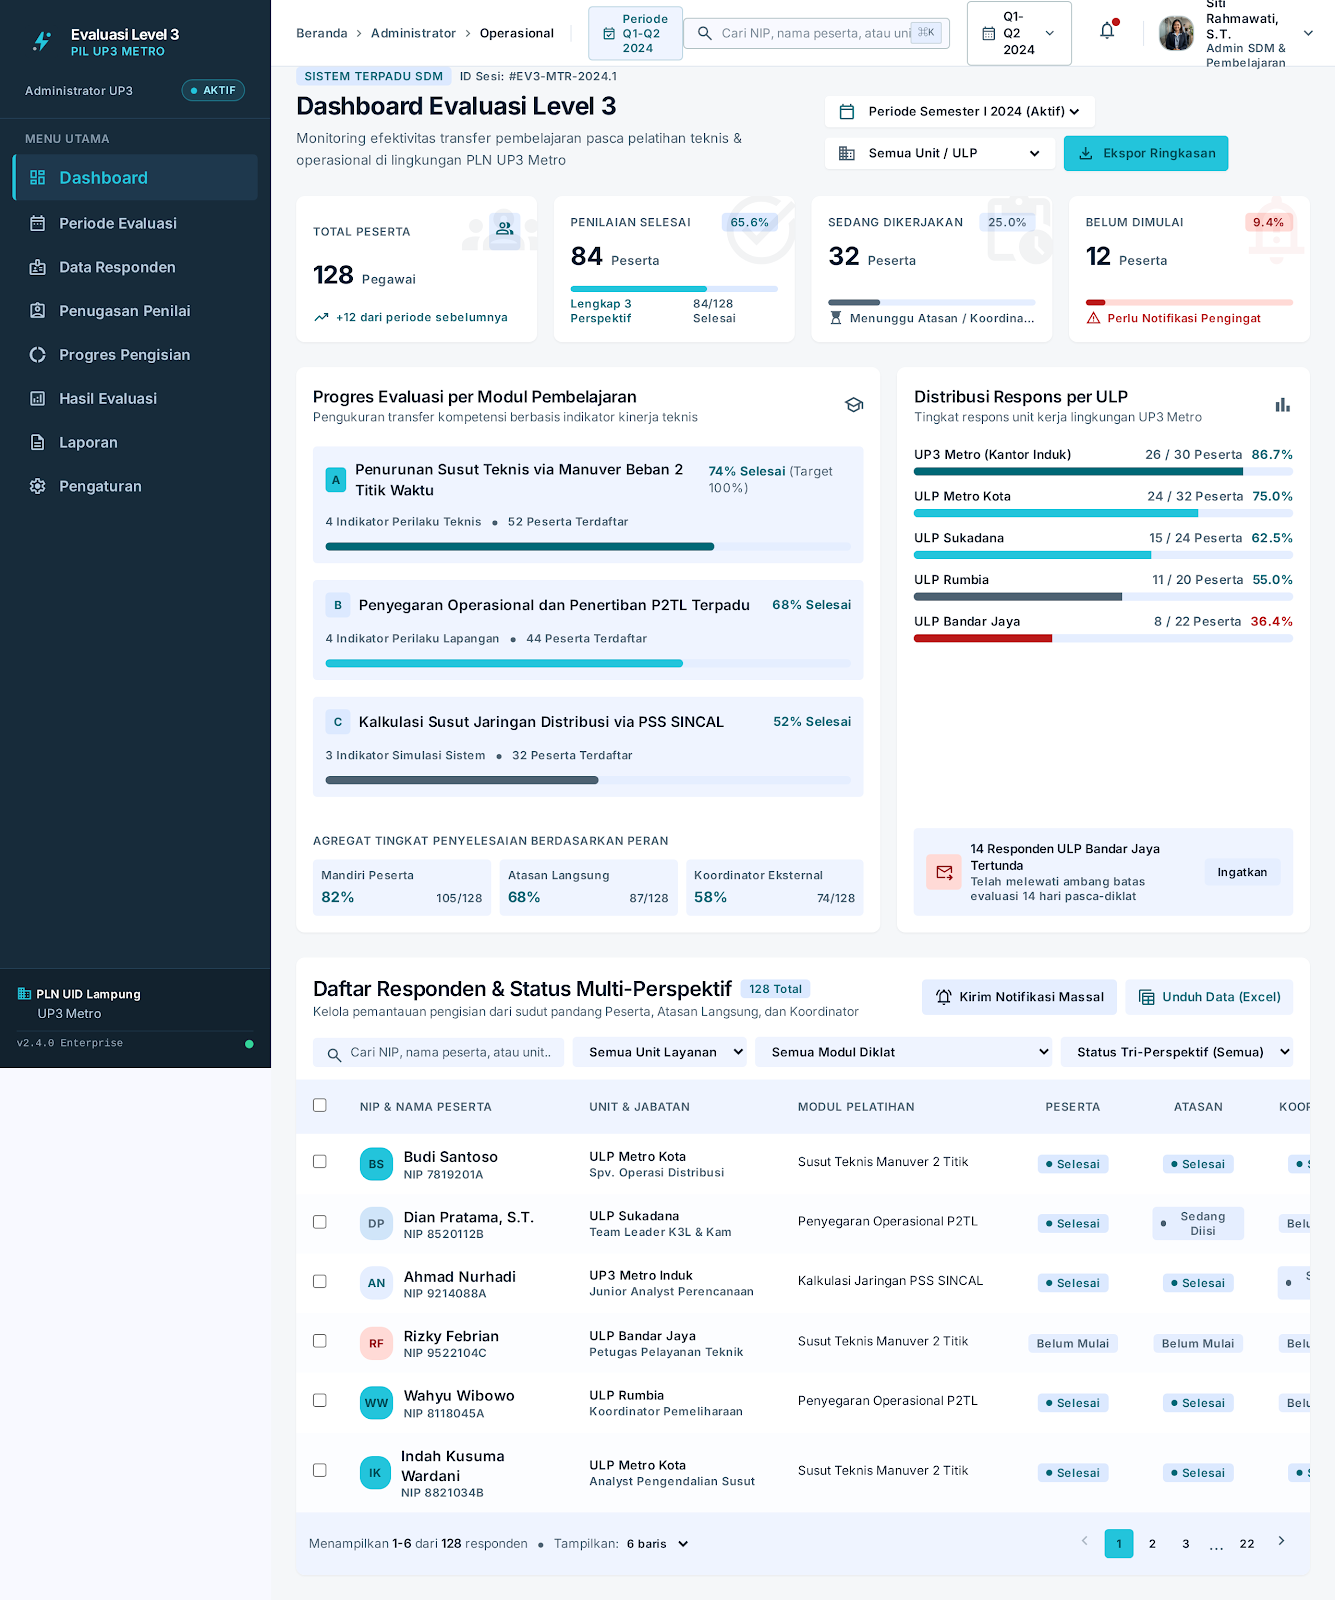 Evaluasi Level 3
PIL UP3 METRO
Administrator UP3
AKTIF
MENU UTAMA
Dashboard
Periode Evaluasi
Data Responden
Penugasan Penilai
Progres Pengisian
Hasil Evaluasi
Laporan
Pengaturan
PLN UID Lampung
UP3 Metro
v2.4.0 Enterprise
Beranda
Administrator
Operasional
Periode
Q1-Q2
2024
Cari NIP, nama peserta, atau uni
⌘K
Q1-
Q2
2024
Siti
Rahmawati,
S.T.
Admin SDM &
Pembelajaran
SISTEM TERPADU SDM
ID Sesi: #EV3-MTR-2024.1
Dashboard Evaluasi Level 3
Monitoring efektivitas transfer pembelajaran pasca pelatihan teknis &
operasional di lingkungan PLN UP3 Metro
Periode Semester I 2024 (Aktif)
Semua Unit / ULP
Ekspor Ringkasan
TOTAL PESERTA
128 Pegawai
+12 dari periode sebelumnya
PENILAIAN SELESAI
65.6%
84 Peserta
Lengkap 3
Perspektif
84/128
Selesai
SEDANG DIKERJAKAN
25.0%
32 Peserta
Menunggu Atasan / Koordina...
BELUM DIMULAI
9.4%
12 Peserta
Perlu Notifikasi Pengingat
Progres Evaluasi per Modul Pembelajaran
Pengukuran transfer kompetensi berbasis indikator kinerja teknis
A
Penurunan Susut Teknis via Manuver Beban 2
Titik Waktu
74% Selesai (Target
100%)
4 Indikator Perilaku Teknis • 52 Peserta Terdaftar
B
Penyegaran Operasional dan Penertiban P2TL Terpadu
68% Selesai
4 Indikator Perilaku Lapangan • 44 Peserta Terdaftar
C
Kalkulasi Susut Jaringan Distribusi via PSS SINCAL
52% Selesai
3 Indikator Simulasi Sistem • 32 Peserta Terdaftar
AGREGAT TINGKAT PENYELESAIAN BERDASARKAN PERAN
Mandiri Peserta
82%
105/128
Atasan Langsung
68%
87/128
Koordinator Eksternal
58%
74/128
Distribusi Respons per ULP
Tingkat respons unit kerja lingkungan UP3 Metro
UP3 Metro (Kantor Induk)
26 / 30 Peserta 86.7%
ULP Metro Kota
24 / 32 Peserta 75.0%
ULP Sukadana
15 / 24 Peserta 62.5%
ULP Rumbia
11 / 20 Peserta 55.0%
ULP Bandar Jaya
8 / 22 Peserta 36.4%
14 Responden ULP Bandar Jaya
Tertunda
Telah melewati ambang batas
evaluasi 14 hari pasca-diklat
Ingatkan
Daftar Responden & Status Multi-Perspektif
128 Total
Kelola pemantauan pengisian dari sudut pandang Peserta, Atasan Langsung, dan Koordinator
Kirim Notifikasi Massal
Unduh Data (Excel)
Cari NIP, nama peserta, atau unit..
Semua Unit Layanan
Semua Modul Diklat
Status Tri-Perspektif (Semua)
NIP & NAMA PESERTA
UNIT & JABATAN
MODUL PELATIHAN
PESERTA
ATASAN
KOOR
BS
Budi Santoso
NIP 7819201A
ULP Metro Kota
Spv. Operasi Distribusi
Susut Teknis Manuver 2 Titik
Selesai
Selesai
S
DP
Dian Pratama, S.T.
NIP 8520112B
ULP Sukadana
Team Leader K3L & Kam
Penyegaran Operasional P2TL
Selesai
Sedang
Diisi
Belu
AN
Ahmad Nurhadi
NIP 9214088A
UP3 Metro Induk
Junior Analyst Perencanaan
Kalkulasi Jaringan PSS SINCAL
Selesai
Selesai
S
RF
Rizky Febrian
NIP 9522104C
ULP Bandar Jaya
Petugas Pelayanan Teknik
Susut Teknis Manuver 2 Titik
Belum Mulai
Belum Mulai
Belu
WW
Wahyu Wibowo
NIP 8118045A
ULP Rumbia
Koordinator Pemeliharaan
Penyegaran Operasional P2TL
Selesai
Selesai
Belu
IK
Indah Kusuma
Wardani
NIP 8821034B
ULP Metro Kota
Analyst Pengendalian Susut
Susut Teknis Manuver 2 Titik
Selesai
Selesai
S
Menampilkan 1-6 dari 128 responden • Tampilkan: 6 baris
1 2 3 ... 22